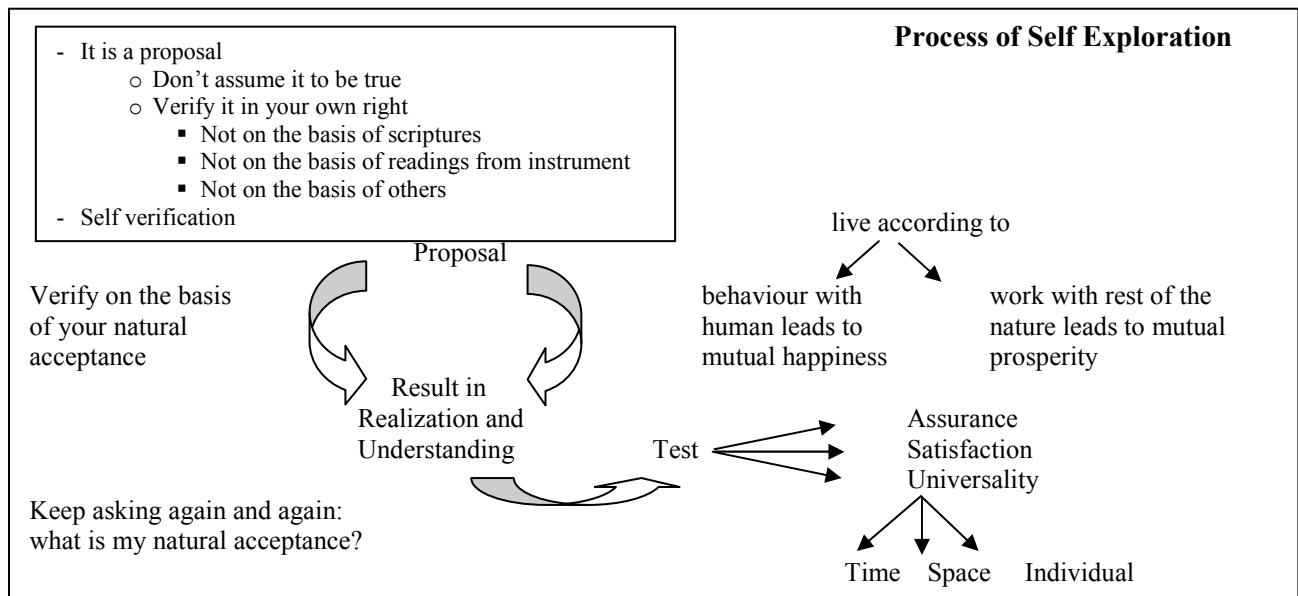 Process of Self Exploration
- It is a proposal
o Don't assume it to be true
o Verify it in your own right
▪ Not on the basis of scriptures
▪ Not on the basis of readings from instrument
▪ Not on the basis of others
- Self verification
Proposal
Verify on the basis
of your natural
acceptance
live according to
behaviour with
human leads to
mutual happiness
work with rest of the
nature leads to mutual
prosperity
Result in
Realization and
Understanding
Test
Assurance
Satisfaction
Universality
Keep asking again and again:
what is my natural acceptance?
Time Space Individual